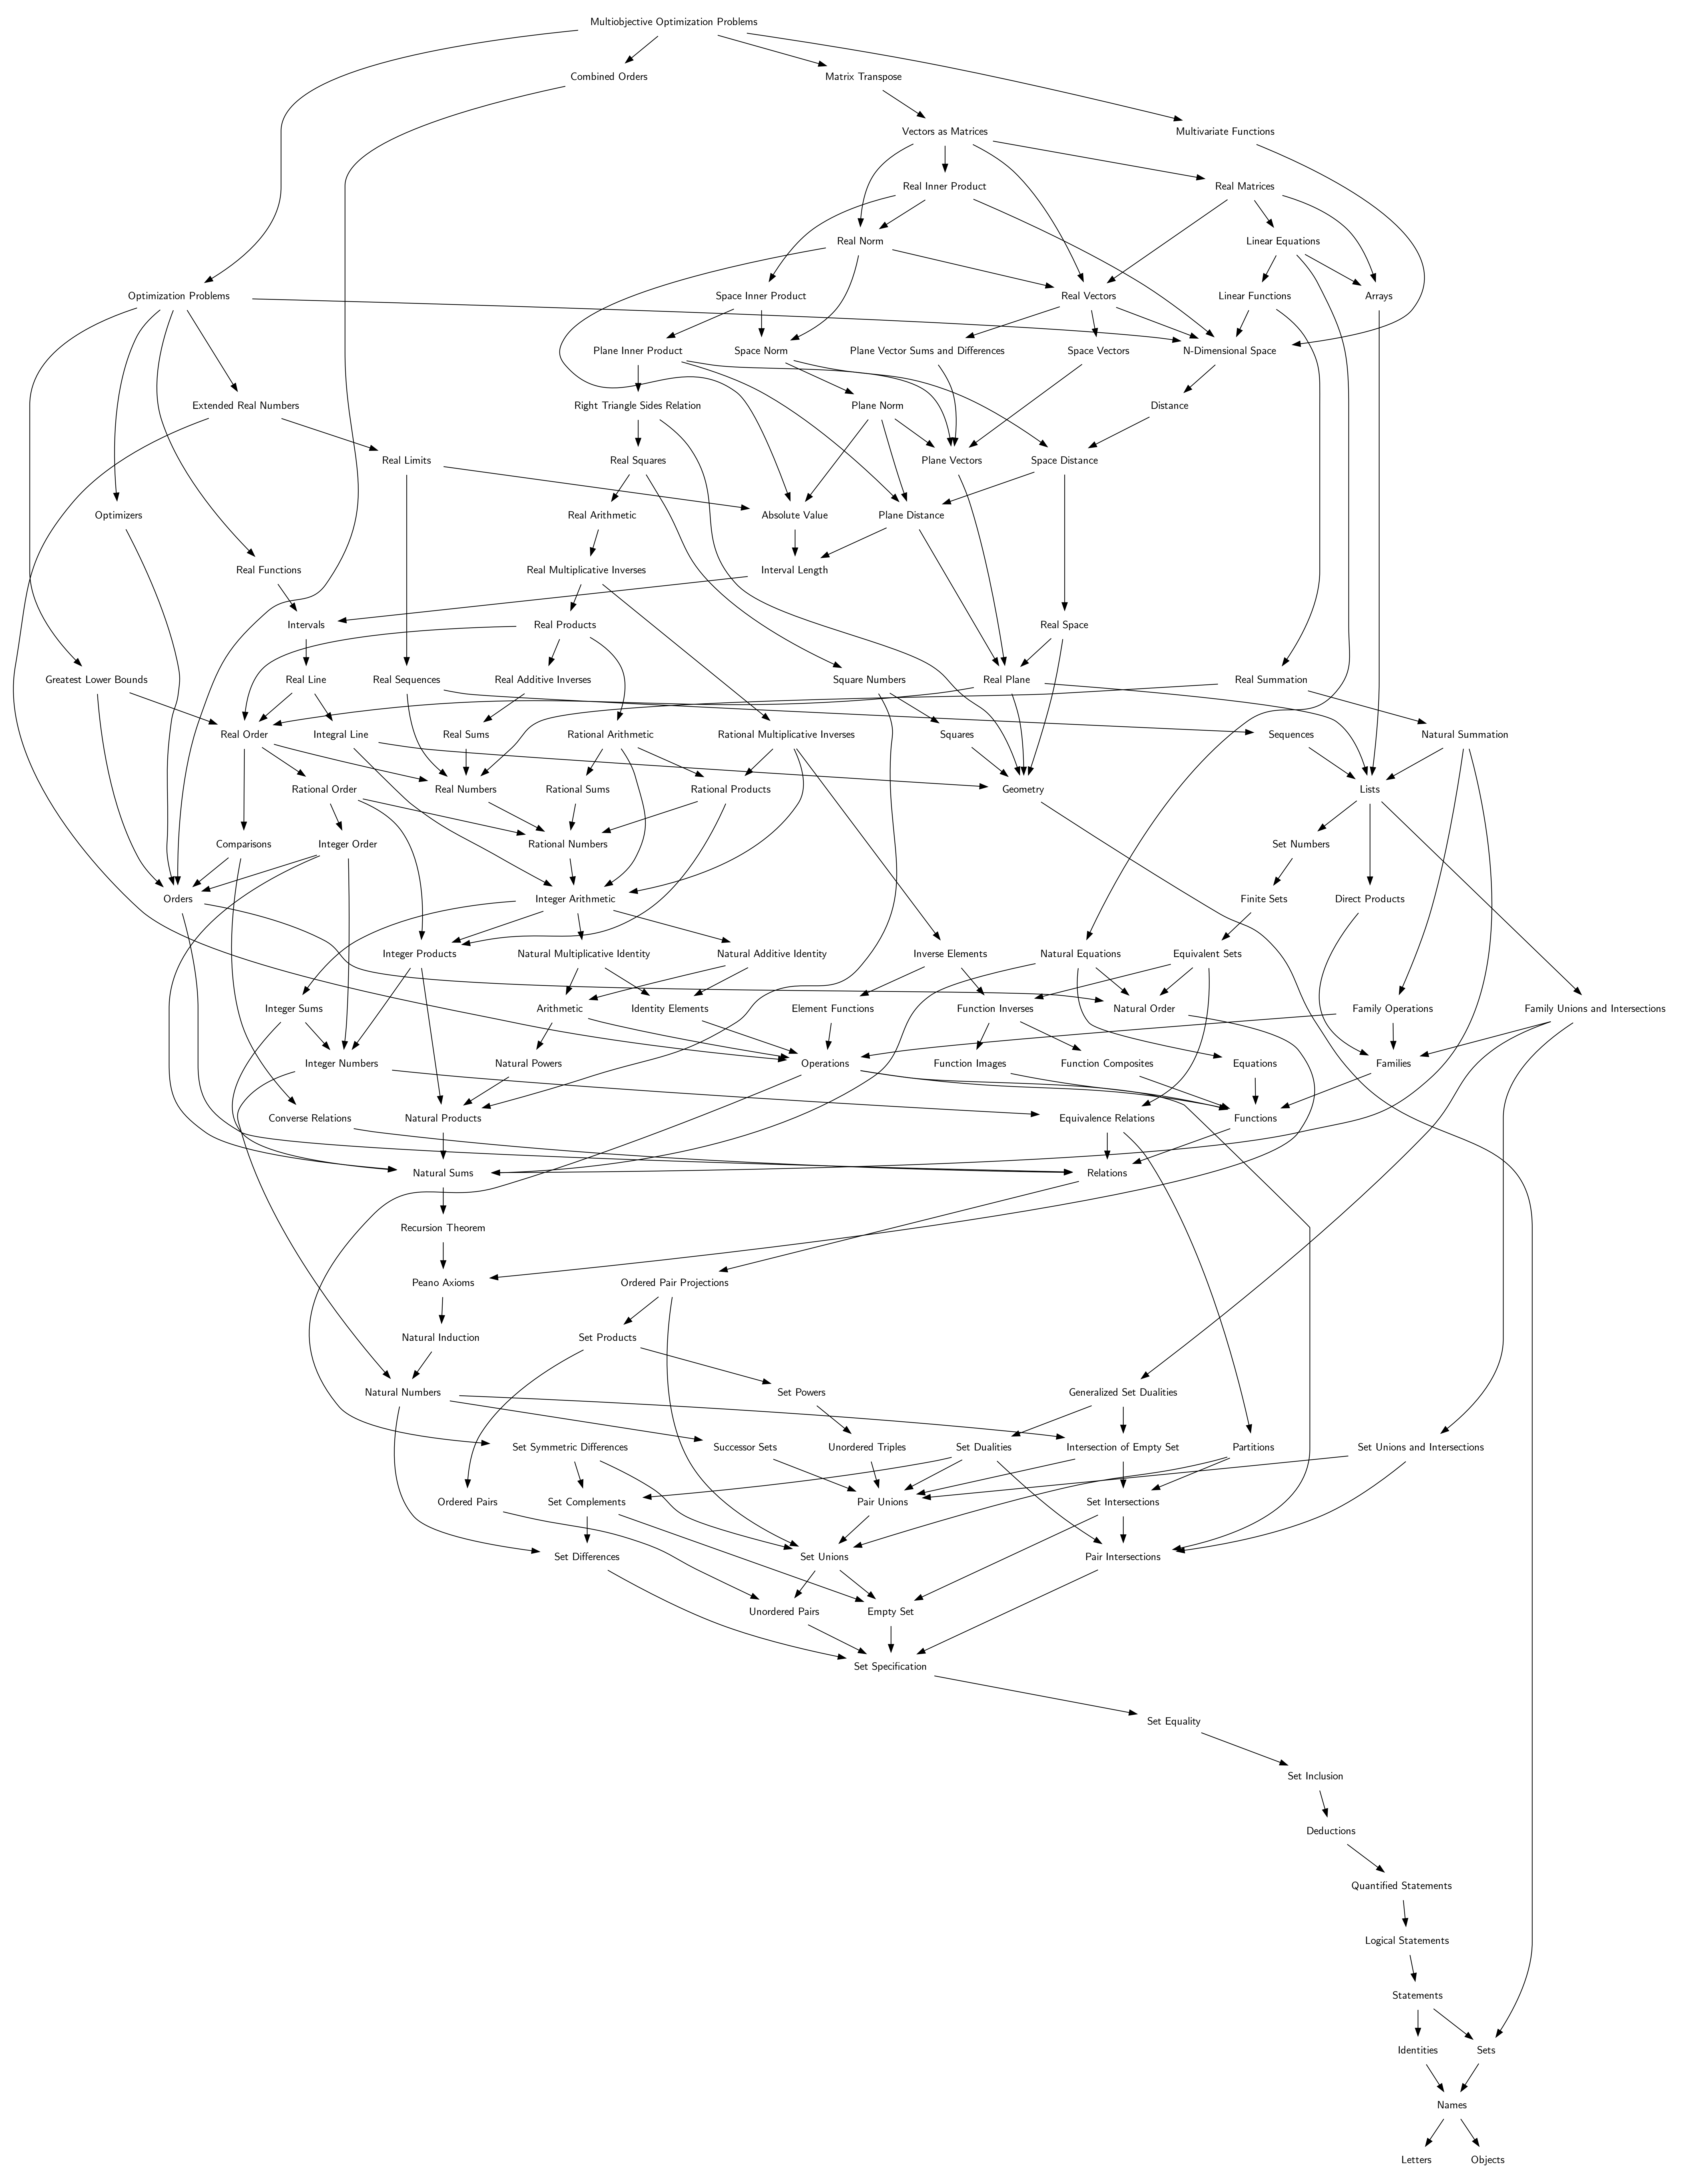 Multiobjective Optimization Problems
Combined Orders
Matrix Transpose
Vectors as Matrices
Multivariate Functions
Real Inner Product
Real Matrices
Real Norm
Linear Equations
Optimization Problems
Space Inner Product
Real Vectors
Linear Functions
Arrays
Plane Inner Product
Space Norm
Plane Vector Sums and Differences
Space Vectors
N-Dimensional Space
Extended Real Numbers
Right Triangle Sides Relation
Plane Norm
Distance
Real Limits
Real Squares
Plane Vectors
Space Distance
Optimizers
Real Arithmetic
Absolute Value
Plane Distance
Real Functions
Real Multiplicative Inverses
Interval Length
Intervals
Real Products
Real Space
Greatest Lower Bounds
Real Line
Real Sequences
Real Additive Inverses
Square Numbers
Real Plane
Real Summation
Real Order
Integral Line
Real Sums
Rational Arithmetic
Rational Multiplicative Inverses
Squares
Sequences
Natural Summation
Rational Order
Real Numbers
Rational Sums
Rational Products
Geometry
Lists
Comparisons
Integer Order
Rational Numbers
Set Numbers
Orders
Integer Arithmetic
Finite Sets
Direct Products
Integer Products
Natural Multiplicative Identity
Natural Additive Identity
Inverse Elements
Natural Equations
Equivalent Sets
Integer Sums
Arithmetic
Identity Elements
Element Functions
Function Inverses
Natural Order
Family Operations
Family Unions and Intersections
Integer Numbers
Natural Powers
Operations
Function Images
Function Composites
Equations
Families
Converse Relations
Natural Products
Equivalence Relations
Functions
Natural Sums
Relations
Recursion Theorem
Peano Axioms
Ordered Pair Projections
Natural Induction
Set Products
Natural Numbers
Set Powers
Generalized Set Dualities
Set Symmetric Differences
Successor Sets
Unordered Triples
Set Dualities
Intersection of Empty Set
Partitions
Set Unions and Intersections
Ordered Pairs
Set Complements
Pair Unions
Set Intersections
Set Differences
Set Unions
Pair Intersections
Unordered Pairs
Empty Set
Set Specification
Set Equality
Set Inclusion
Deductions
Quantified Statements
Logical Statements
Statements
Identities
Sets
Names
Letters
Objects